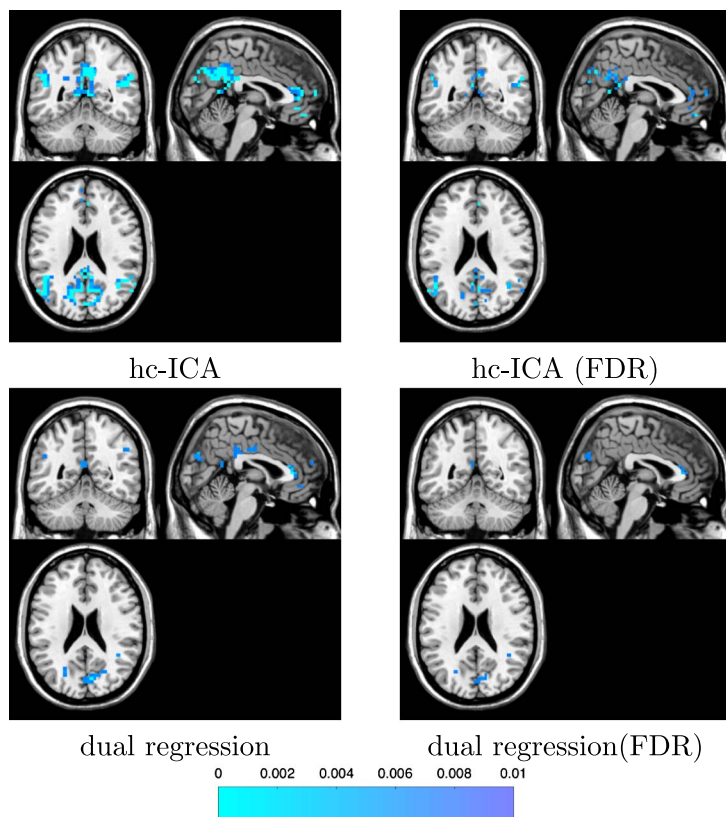 hc-ICA
hc-ICA (FDR)
dual regression
dual regression(FDR)
0 0.002 0.004 0.006 0.008 0.01